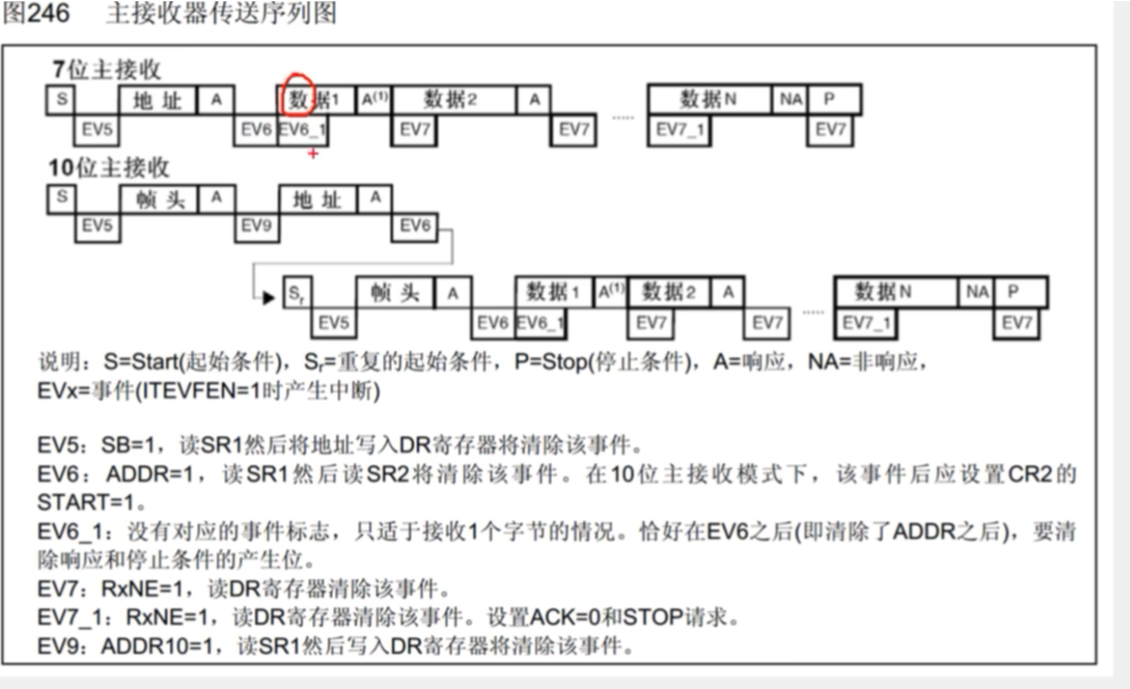 图246 主接收器传送序列图
7位主接收
S 地址 A 数据1 A(1) 数据2 A 数据N NA P
EV5 EV6 EV6_1 EV7 EV7 ...... EV7_1 EV7
10位主接收
S 帧头 A 地址 A
EV5 EV9 EV6
Sr 帧头 A 数据1 A(1) 数据2 A 数据N NA P
EV5 EV6 EV6_1 EV7 EV7 ...... EV7_1 EV7
说明：S=Start(起始条件)，Sr=重复的起始条件，P=Stop(停止条件)，A=响应，NA=非响应，
EVx=事件(ITEVFEN=1时产生中断)
EV5：SB=1，读SR1然后将地址写入DR寄存器将清除该事件。
EV6：ADDR=1，读SR1然后读SR2将清除该事件。在10位主接收模式下，该事件后应设置CR2的
START=1。
EV6_1：没有对应的事件标志，只适于接收1个字节的情况。恰好在EV6之后(即清除了ADDR之后)，要清
除响应和停止条件的产生位。
EV7：RxNE=1，读DR寄存器清除该事件。
EV7_1：RxNE=1，读DR寄存器清除该事件。设置ACK=0和STOP请求。
EV9：ADDR10=1，读SR1然后写入DR寄存器将清除该事件。